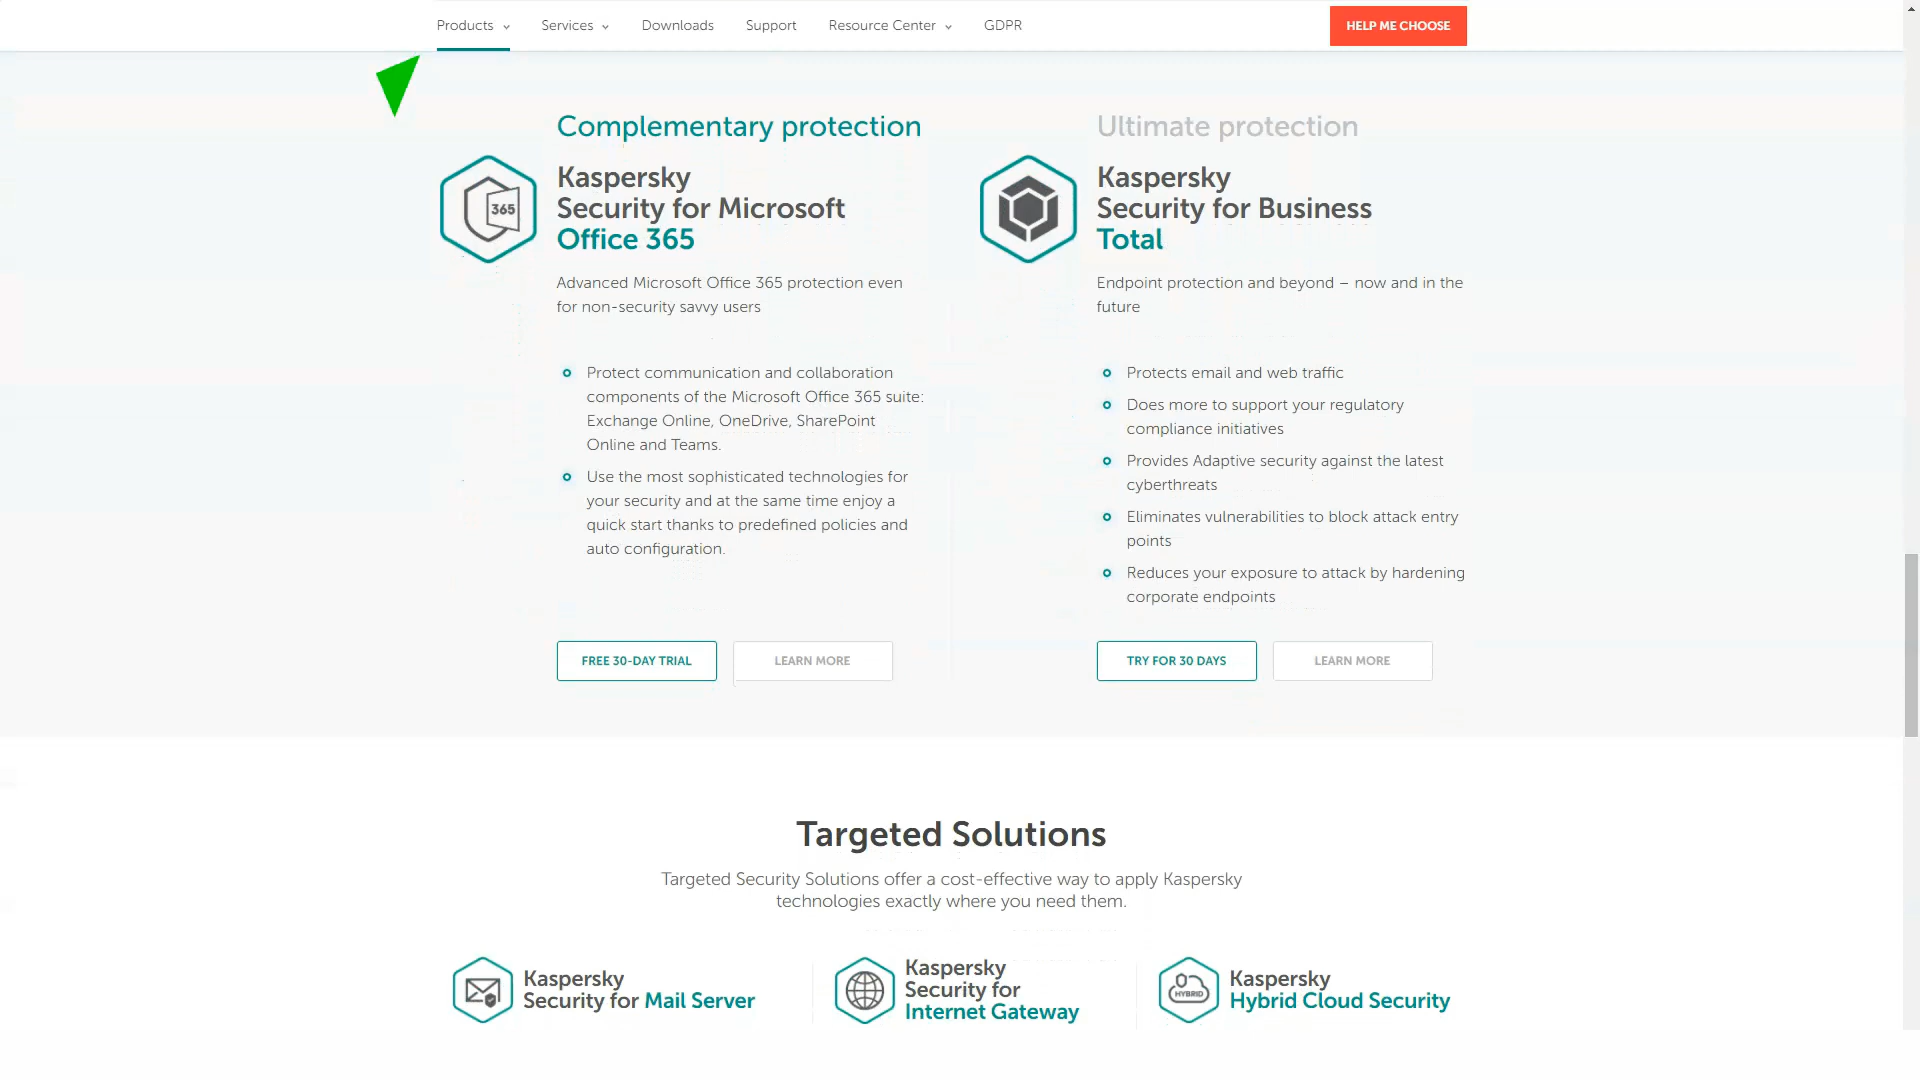 Products
Services
Downloads
Support
Resource Center
GDPR
HELP ME CHOOSE
Complementary protection
Kaspersky
Security for Microsoft
Office 365
365
Advanced Microsoft Office 365 protection even
for non-security savvy users
Protect communication and collaboration
components of the Microsoft Office 365 suite:
Exchange Online, OneDrive, SharePoint
Online and Teams.
Use the most sophisticated technologies for
your security and at the same time enjoy a
quick start thanks to predefined policies and
auto configuration.
FREE 30-DAY TRIAL
LEARN MORE
Ultimate protection
Kaspersky
Security for Business
Total
Endpoint protection and beyond – now and in the
future
Protects email and web traffic
Does more to support your regulatory
compliance initiatives
Provides Adaptive security against the latest
cyberthreats
Eliminates vulnerabilities to block attack entry
points
Reduces your exposure to attack by hardening
corporate endpoints
TRY FOR 30 DAYS
LEARN MORE
Targeted Solutions
Targeted Security Solutions offer a cost-effective way to apply Kaspersky
technologies exactly where you need them.
Kaspersky
Security for Mail Server
Kaspersky
Security for
Internet Gateway
HYBRID
Kaspersky
Hybrid Cloud Security